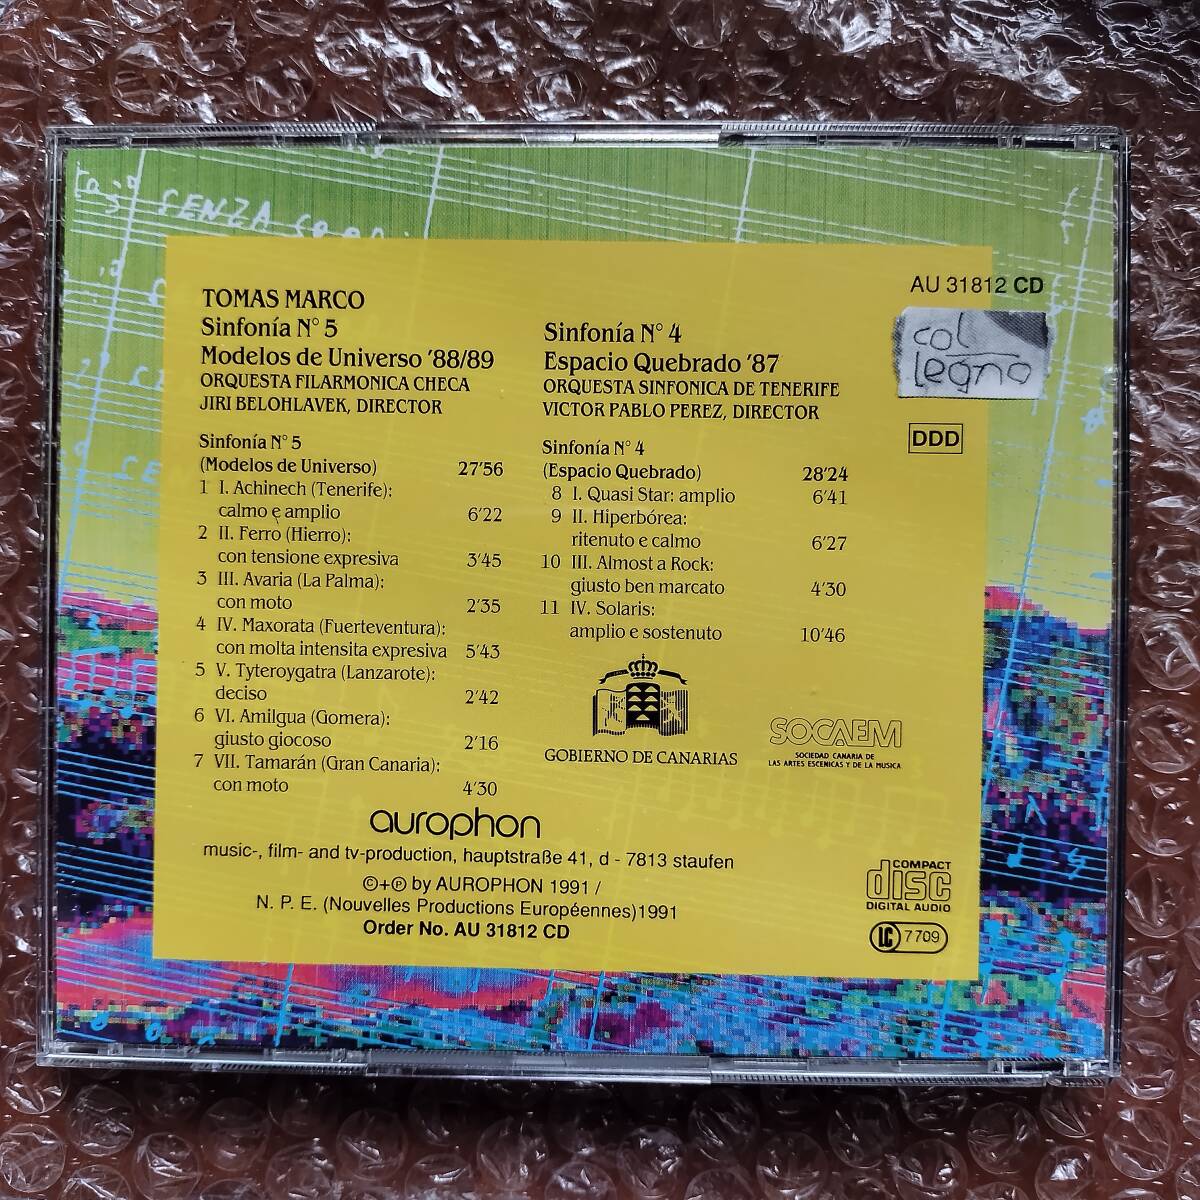 SENZA
AU 31812 CD
col
legno
DDD
TOMAS MARCO
Sinfonía N° 5
Modelos de Universo '88/89
ORQUESTA FILARMONICA CHECA
JIRI BELOHLAVEK, DIRECTOR
Sinfonía N° 5
(Modelos de Universo) 27'56
1 I. Achinech (Tenerife):
calmo e amplio 6'22
2 II. Ferro (Hierro):
con tensione expresiva 3'45
3 III. Avaria (La Palma):
con moto 2'35
4 IV. Maxorata (Fuerteventura):
con molta intensita expresiva 5'43
5 V. Tyteroygatra (Lanzarote):
deciso 2'42
6 VI. Amilgua (Gomera):
giusto giocoso 2'16
7 VII. Tamarán (Gran Canaria):
con moto 4'30
Sinfonía N° 4
Espacio Quebrado '87
ORQUESTA SINFONICA DE TENERIFE
VICTOR PABLO PEREZ, DIRECTOR
Sinfonía N° 4
(Espacio Quebrado) 28'24
8 I. Quasi Star: amplio 6'41
9 II. Hiperbórea:
ritenuto e calmo 6'27
10 III. Almost a Rock:
giusto ben marcato 4'30
11 IV. Solaris:
amplio e sostenuto 10'46
GOBIERNO DE CANARIAS
SOCAEM
SOCIEDAD CANARIA DE
LAS ARTES ESCENICAS Y DE LA MUSICA
aurophon
music-, film- and tv-production, hauptstraße 41, d - 7813 staufen
©+℗ by AUROPHON 1991 /
N. P. E. (Nouvelles Productions Européennes)1991
Order No. AU 31812 CD
COMPACT
disc
DIGITAL AUDIO
LC 7709